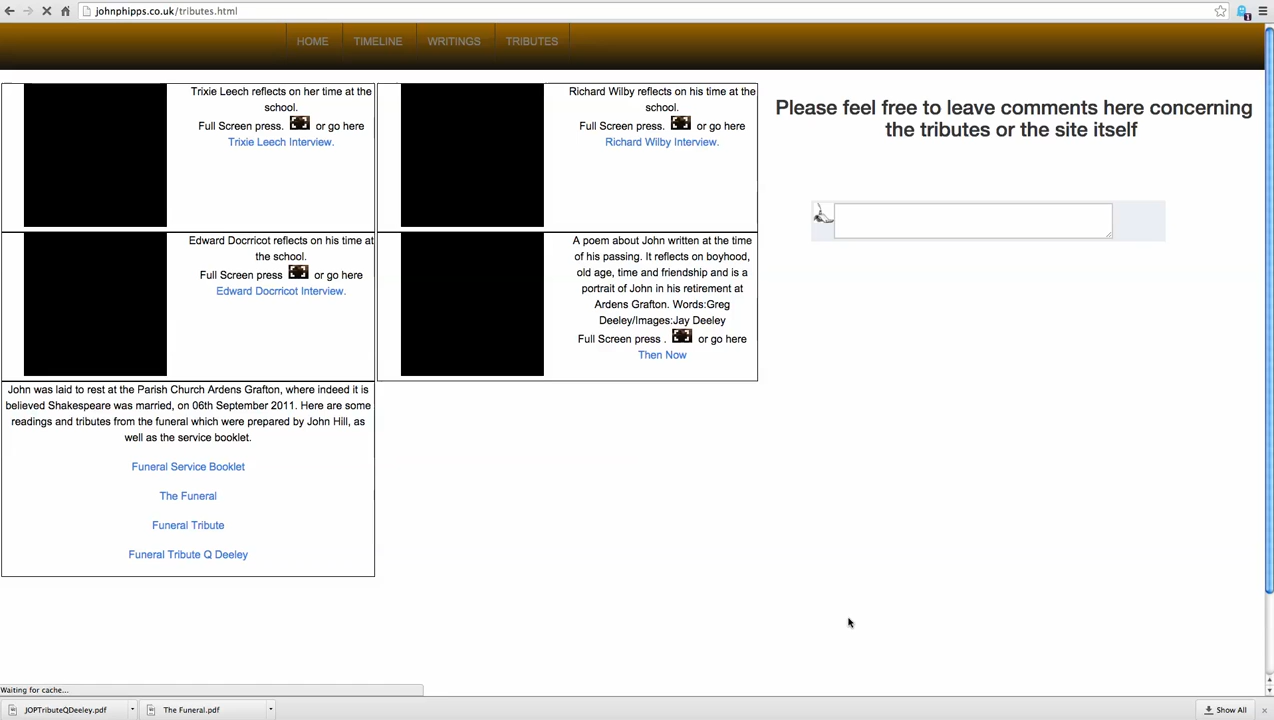 johnphipps.co.uk/tributes.html
1
HOME
TIMELINE
WRITINGS
TRIBUTES
Trixie Leech reflects on her time at the
school.
Full Screen press. or go here
Trixie Leech Interview.
Richard Wilby reflects on his time at the
school.
Full Screen press. or go here
Richard Wilby Interview.
Please feel free to leave comments here concerning
the tributes or the site itself
Edward Docrricot reflects on his time at
the school.
Full Screen press or go here
Edward Docrricot Interview.
A poem about John written at the time
of his passing. It reflects on boyhood,
old age, time and friendship and is a
portrait of John in his retirement at
Ardens Grafton. Words:Greg
Deeley/Images:Jay Deeley
Full Screen press . or go here
Then Now
John was laid to rest at the Parish Church Ardens Grafton, where indeed it is
believed Shakespeare was married, on 06th September 2011. Here are some
readings and tributes from the funeral which were prepared by John Hill, as
well as the service booklet.
Funeral Service Booklet
The Funeral
Funeral Tribute
Funeral Tribute Q Deeley
Waiting for cache...
JOPTributeQDeeley.pdf
The Funeral.pdf
Show All